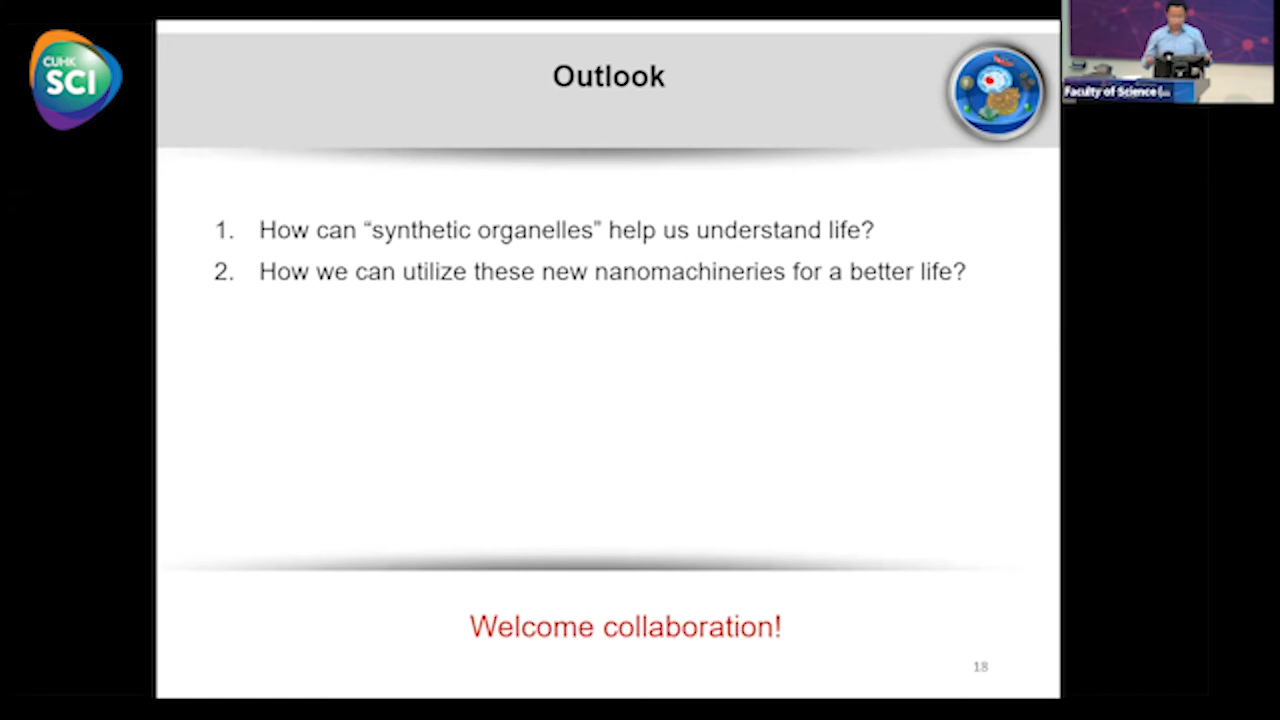 CUHK
SCI
Outlook
Faculty of Science (...
1. How can “synthetic organelles” help us understand life?
2. How we can utilize these new nanomachineries for a better life?
Welcome collaboration!
18